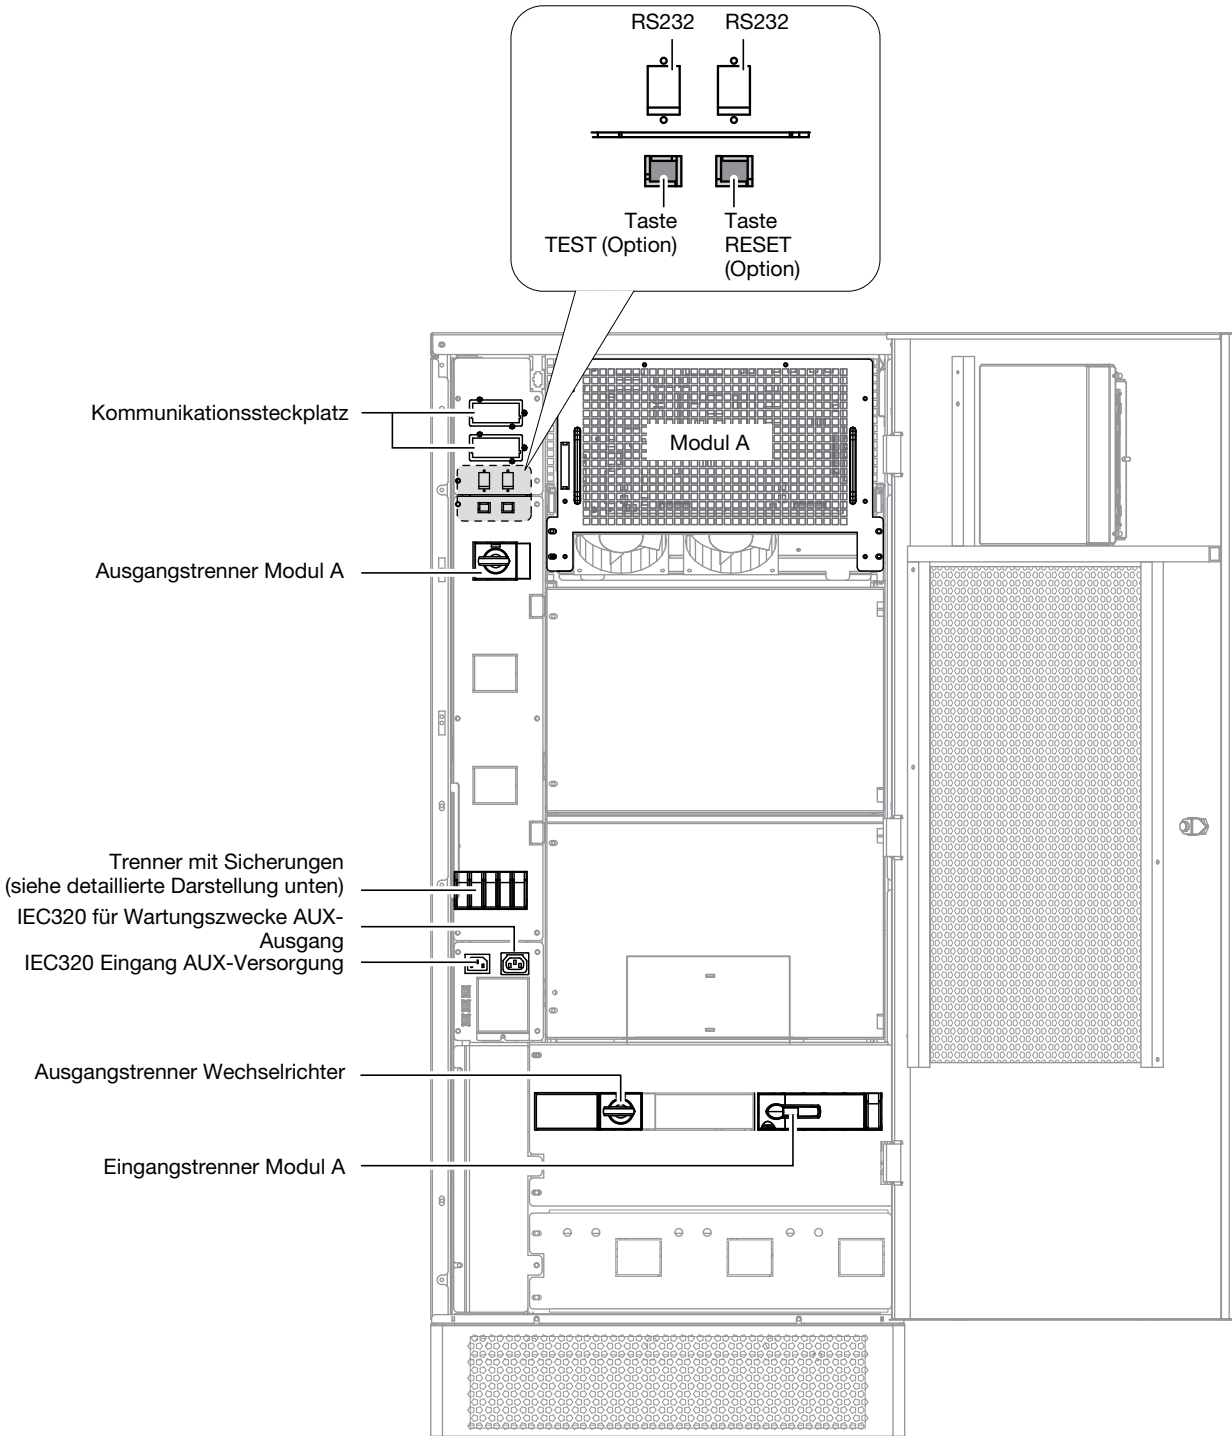 RS232 RS232
Taste
TEST (Option)
Taste
RESET
(Option)
Kommunikationssteckplatz
Modul A
Ausgangstrenner Modul A
Trenner mit Sicherungen
(siehe detaillierte Darstellung unten)
IEC320 für Wartungszwecke AUX-
Ausgang
IEC320 Eingang AUX-Versorgung
Ausgangstrenner Wechselrichter
Eingangstrenner Modul A